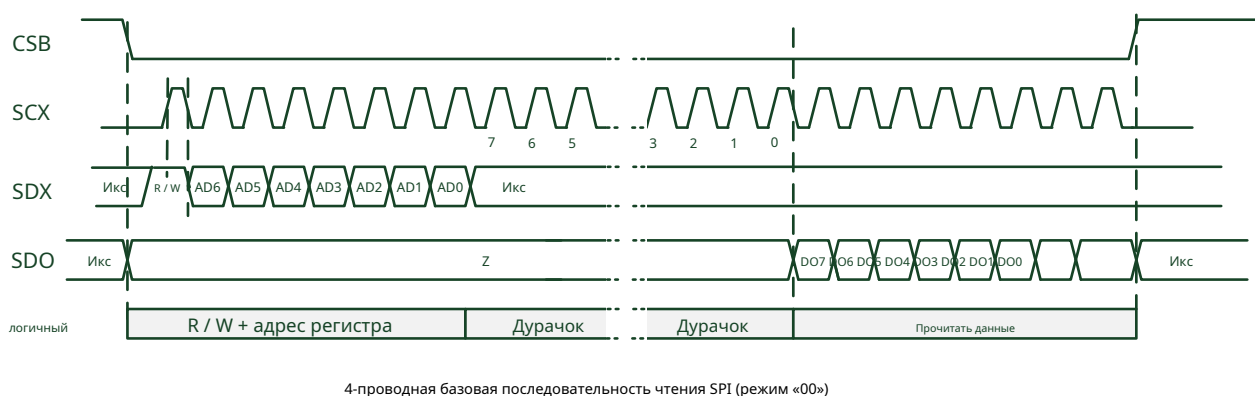 CSB
SCX
7 6 5 3 2 1 0
SDX Икс R / W AD6 AD5 AD4 AD3 AD2 AD1 AD0 Икс
SDO Икс Z DO7 DO6 DO5 DO4 DO3 DO2 DO1 DO0 Икс
логичный R / W + адрес регистра Дурачок Дурачок Прочитать данные
4-проводная базовая последовательность чтения SPI (режим «00»)